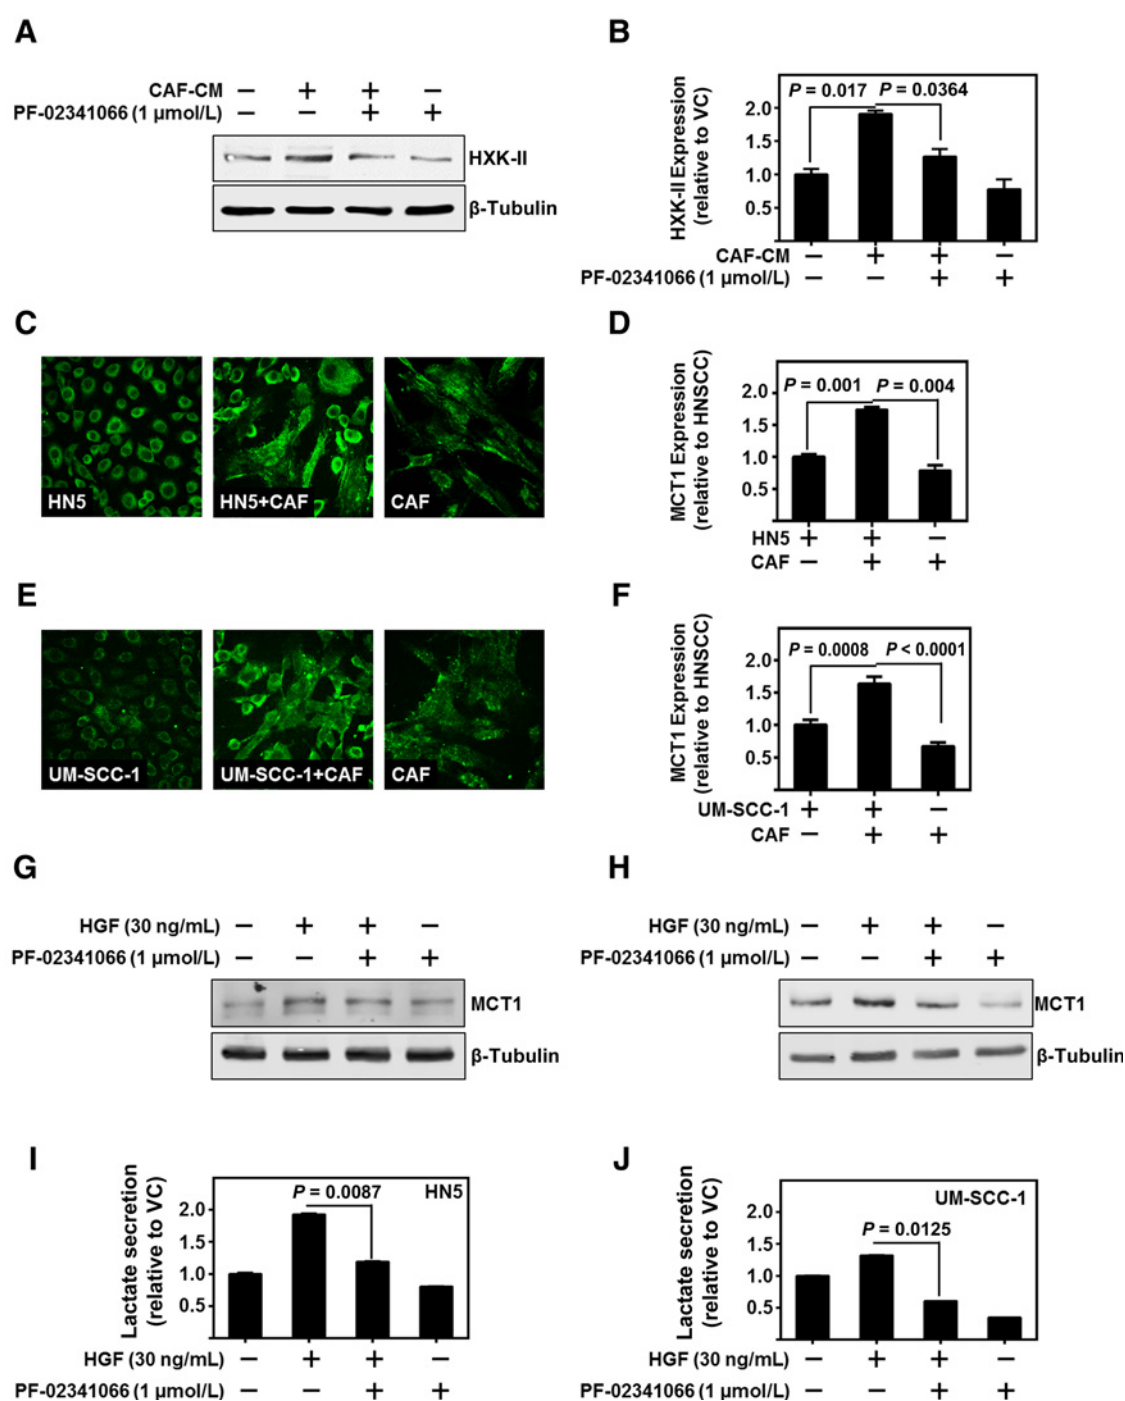 A
CAF-CM − + + −
PF-02341066 (1 µmol/L) − − + +
HXK-II
β-Tubulin
B
HXK-II Expression
(relative to VC)
P = 0.017 P = 0.0364
2.0
1.5
1.0
0.5
CAF-CM − + + −
PF-02341066 (1 µmol/L) − − + +
C
HN5
HN5+CAF
CAF
D
MCT1 Expression
(relative to HNSCC)
P = 0.001 P = 0.004
2.0
1.5
1.0
0.5
HN5 + + −
CAF − + +
E
UM-SCC-1
UM-SCC-1+CAF
CAF
F
MCT1 Expression
(relative to HNSCC)
P = 0.0008 P < 0.0001
2.0
1.5
1.0
0.5
UM-SCC-1 + + −
CAF − + +
G
HGF (30 ng/mL) − + + −
PF-02341066 (1 µmol/L) − − + +
MCT1
β-Tubulin
H
HGF (30 ng/mL) − + + −
PF-02341066 (1 µmol/L) − − + +
MCT1
β-Tubulin
I
Lactate secretion
(relative to VC)
P = 0.0087 HN5
2.0
1.5
1.0
0.5
HGF (30 ng/mL) − + + −
PF-02341066 (1 µmol/L) − − + +
J
Lactate secretion
(relative to VC)
UM-SCC-1
P = 0.0125
2.0
1.5
1.0
0.5
HGF (30 ng/mL) − + + −
PF-02341066 (1 µmol/L) − − + +